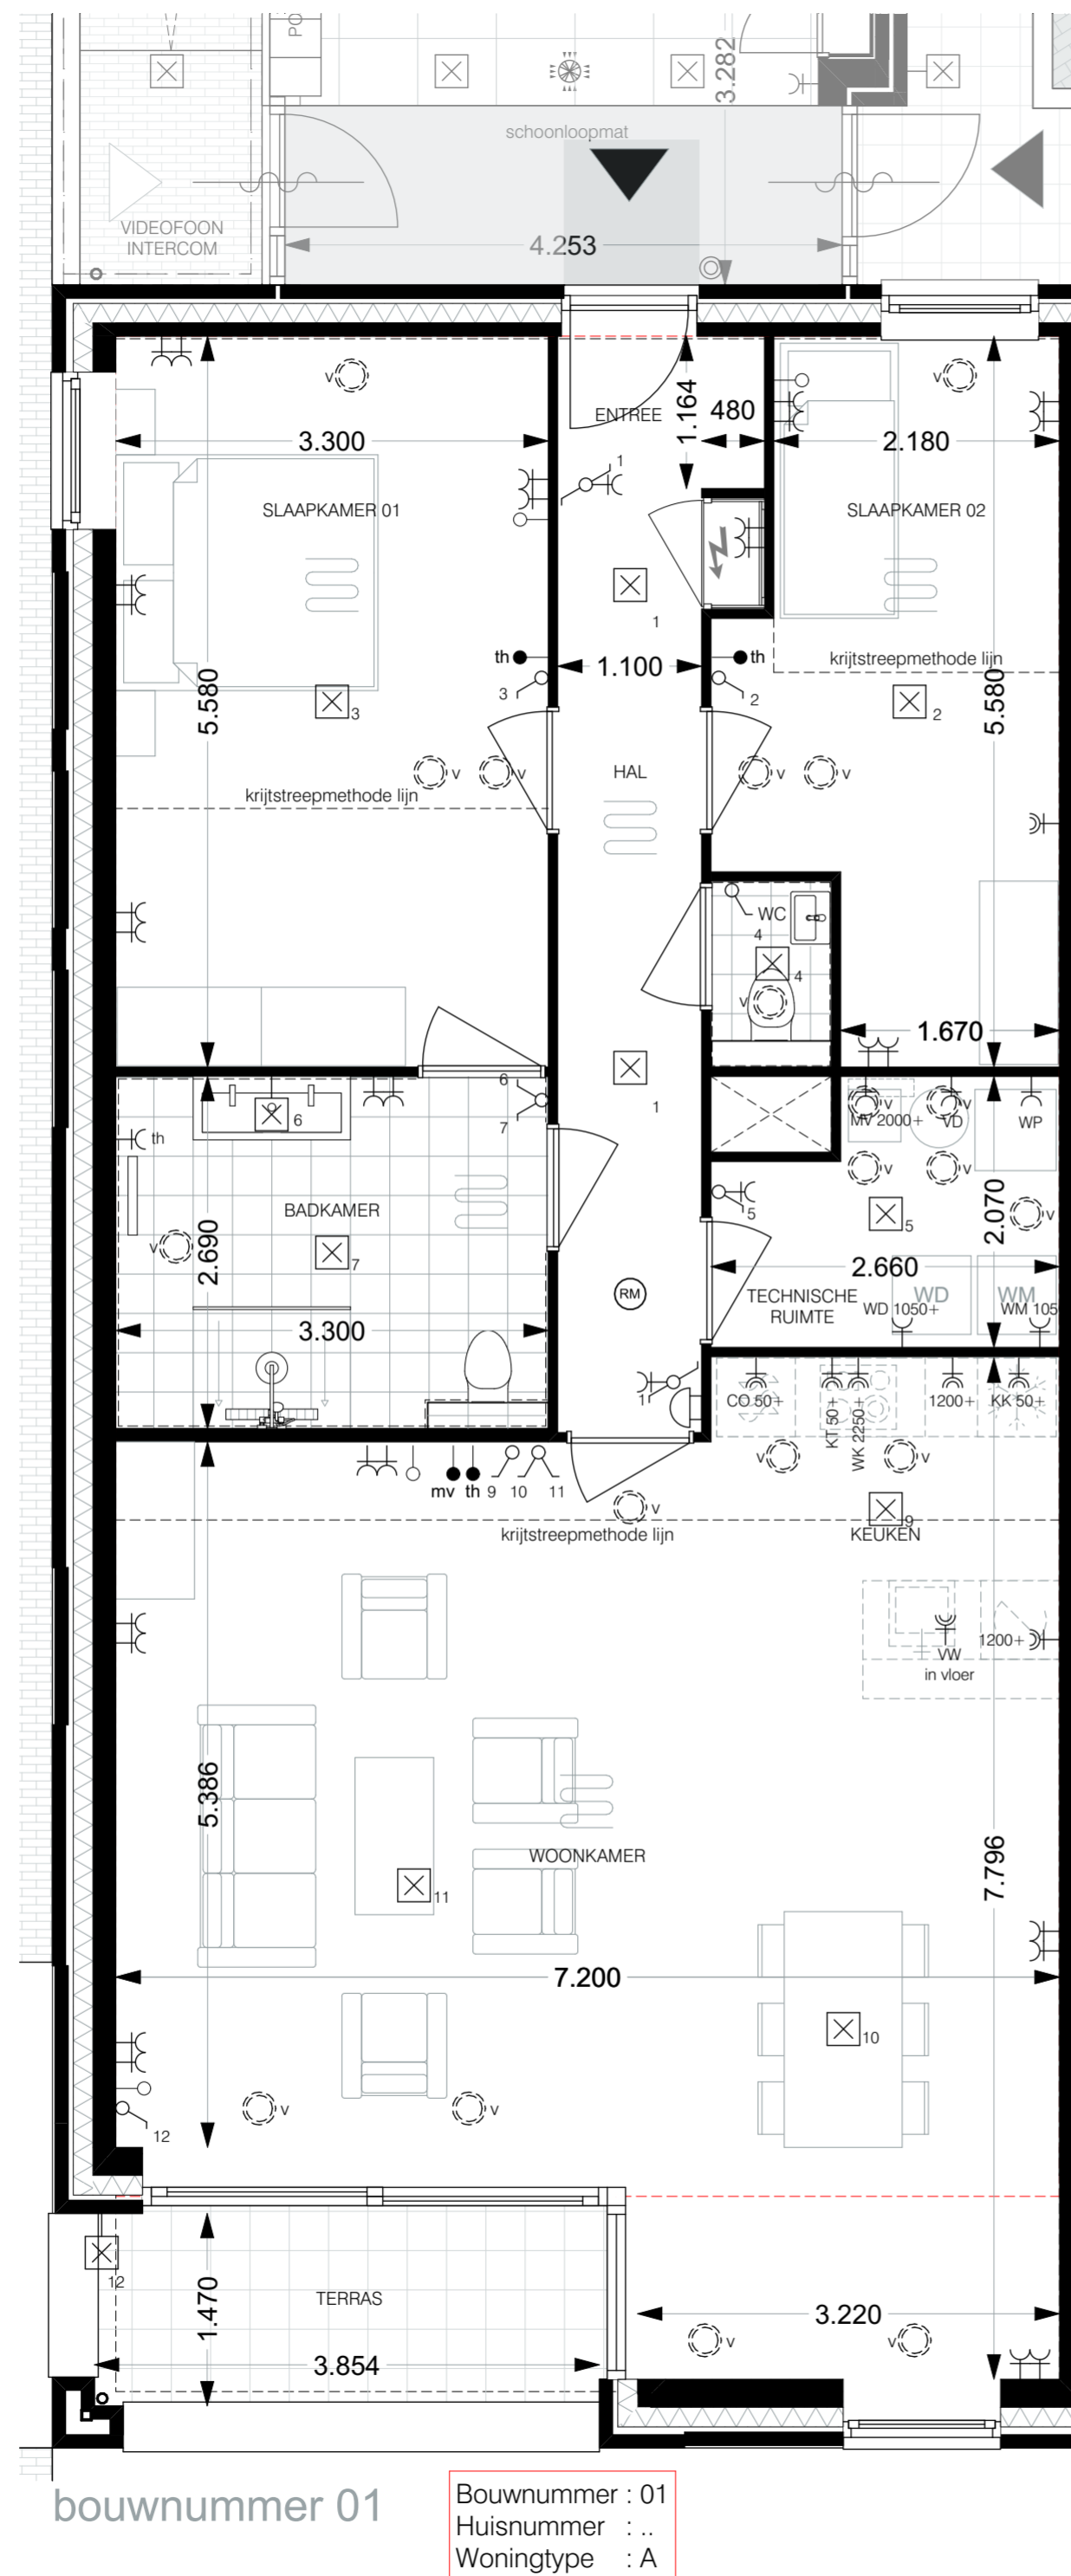 PO
3.282
schoonloopmat
VIDEOFOON
INTERCOM
4.253
v
v
ENTREE
1.164
480
3.300
2.180
1
SLAAPKAMER 01
SLAAPKAMER 02
1
th
1.100
th
krijtstreepmethode lijn
3
2
5.580
3
2
5.580
v
v
HAL
v
v
krijtstreepmethode lijn
WC
4
4
v
1.670
6
1
6
7
MV 2000+
VD
WP
v
v
th
v
v
5
BADKAMER
5
v
2.690
v
7
2.070
2.660
RM
TECHNISCHE
RUIMTE
WD
WM
WD 1050+
WM 105
3.300
1
CO 50+
KT 50+
WK 2250+
1200+
KK 50+
v
v
mv
th
9
10
11
v
krijtstreepmethode lijn
9
KEUKEN
1200+
VW
in vloer
5.386
WOONKAMER
7.796
11
7.200
10
v
v
12
12
TERRAS
1.470
3.220
v
v
3.854
bouwnummer 01
Bouwnummer : 01
Huisnummer : ..
Woningtype : A